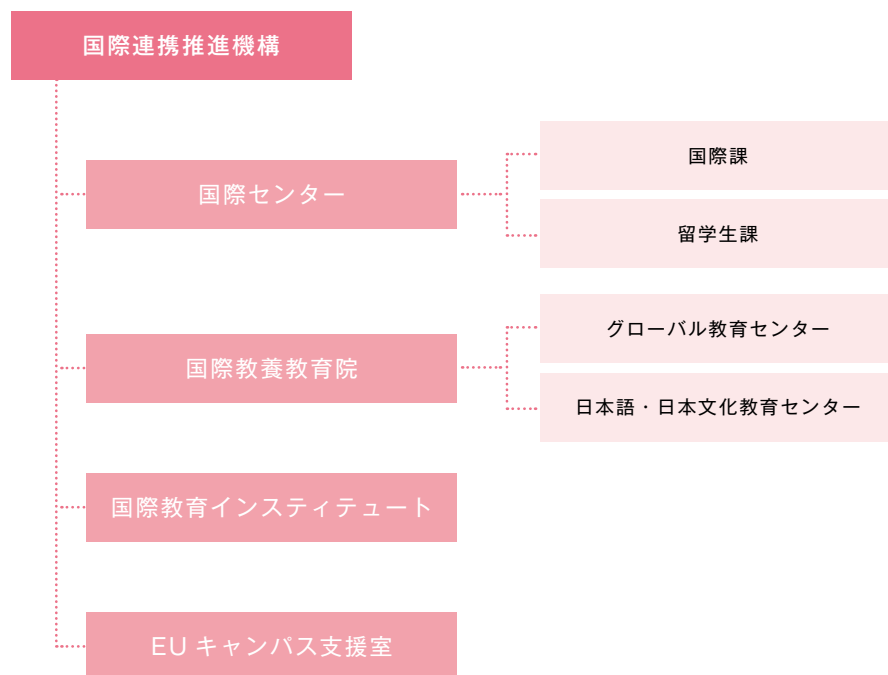 国際連携推進機構
国際センター
国際課
留学生課
国際教養教育院
グローバル教育センター
日本語・日本文化教育センター
国際教育インスティテュート
EU キャンパス支援室